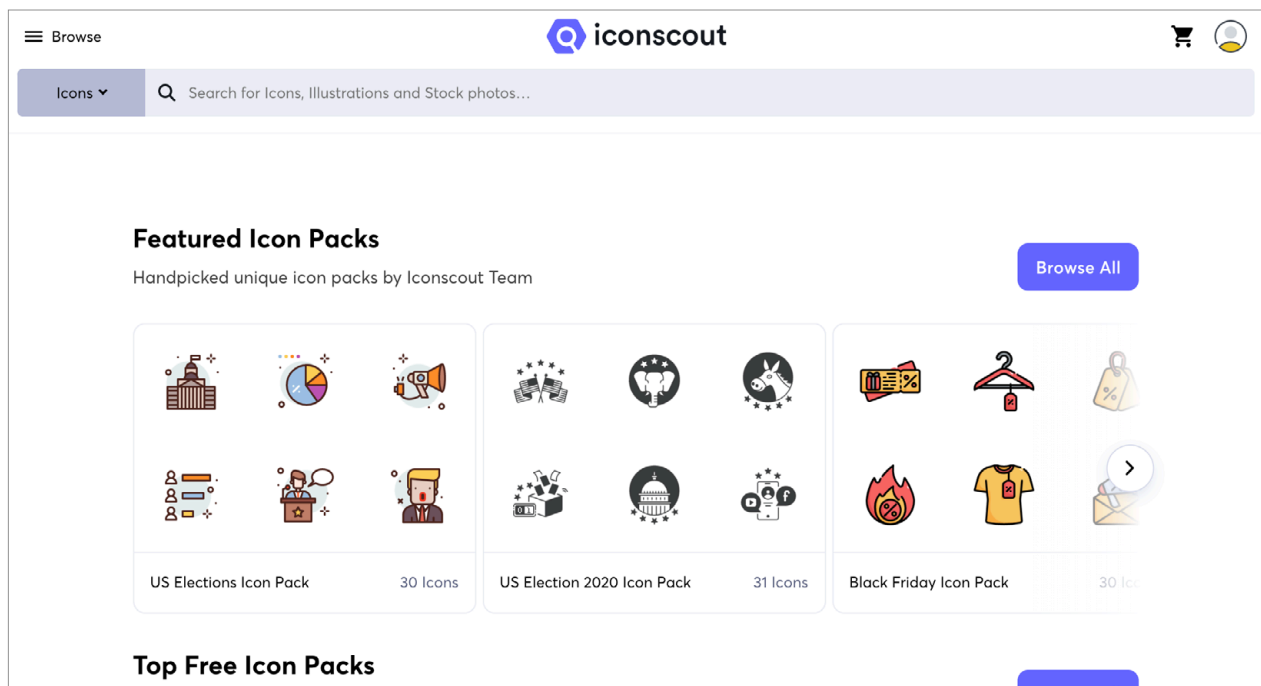 Browse
iconscout
Icons
Search for Icons, Illustrations and Stock photos...
Featured Icon Packs
Handpicked unique icon packs by Iconscout Team
Browse All
US Elections Icon Pack
30 Icons
US Election 2020 Icon Pack
31 Icons
Black Friday Icon Pack
30
Top Free Icon Packs